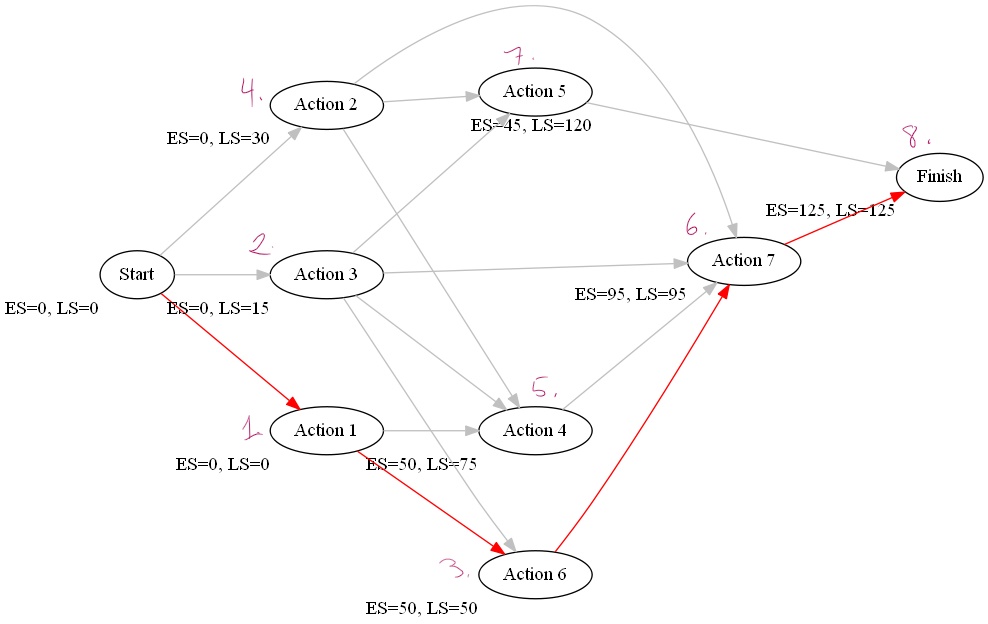 7.
4.
Action 5
Action 2
ES=45, LS=120
ES=0, LS=30
8.
Finish
ES=125, LS=125
6.
2.
Action 7
Start
Action 3
ES=95, LS=95
ES=0, LS=0
ES=0, LS=15
5.
1.
Action 1
Action 4
ES=0, LS=0
ES=50, LS=75
3.
Action 6
ES=50, LS=50